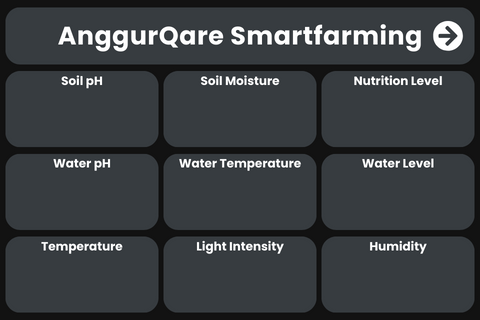 AnggurQare Smartfarming
Soil pH
Soil Moisture
Nutrition Level
Water pH
Water Temperature
Water Level
Temperature
Light Intensity
Humidity